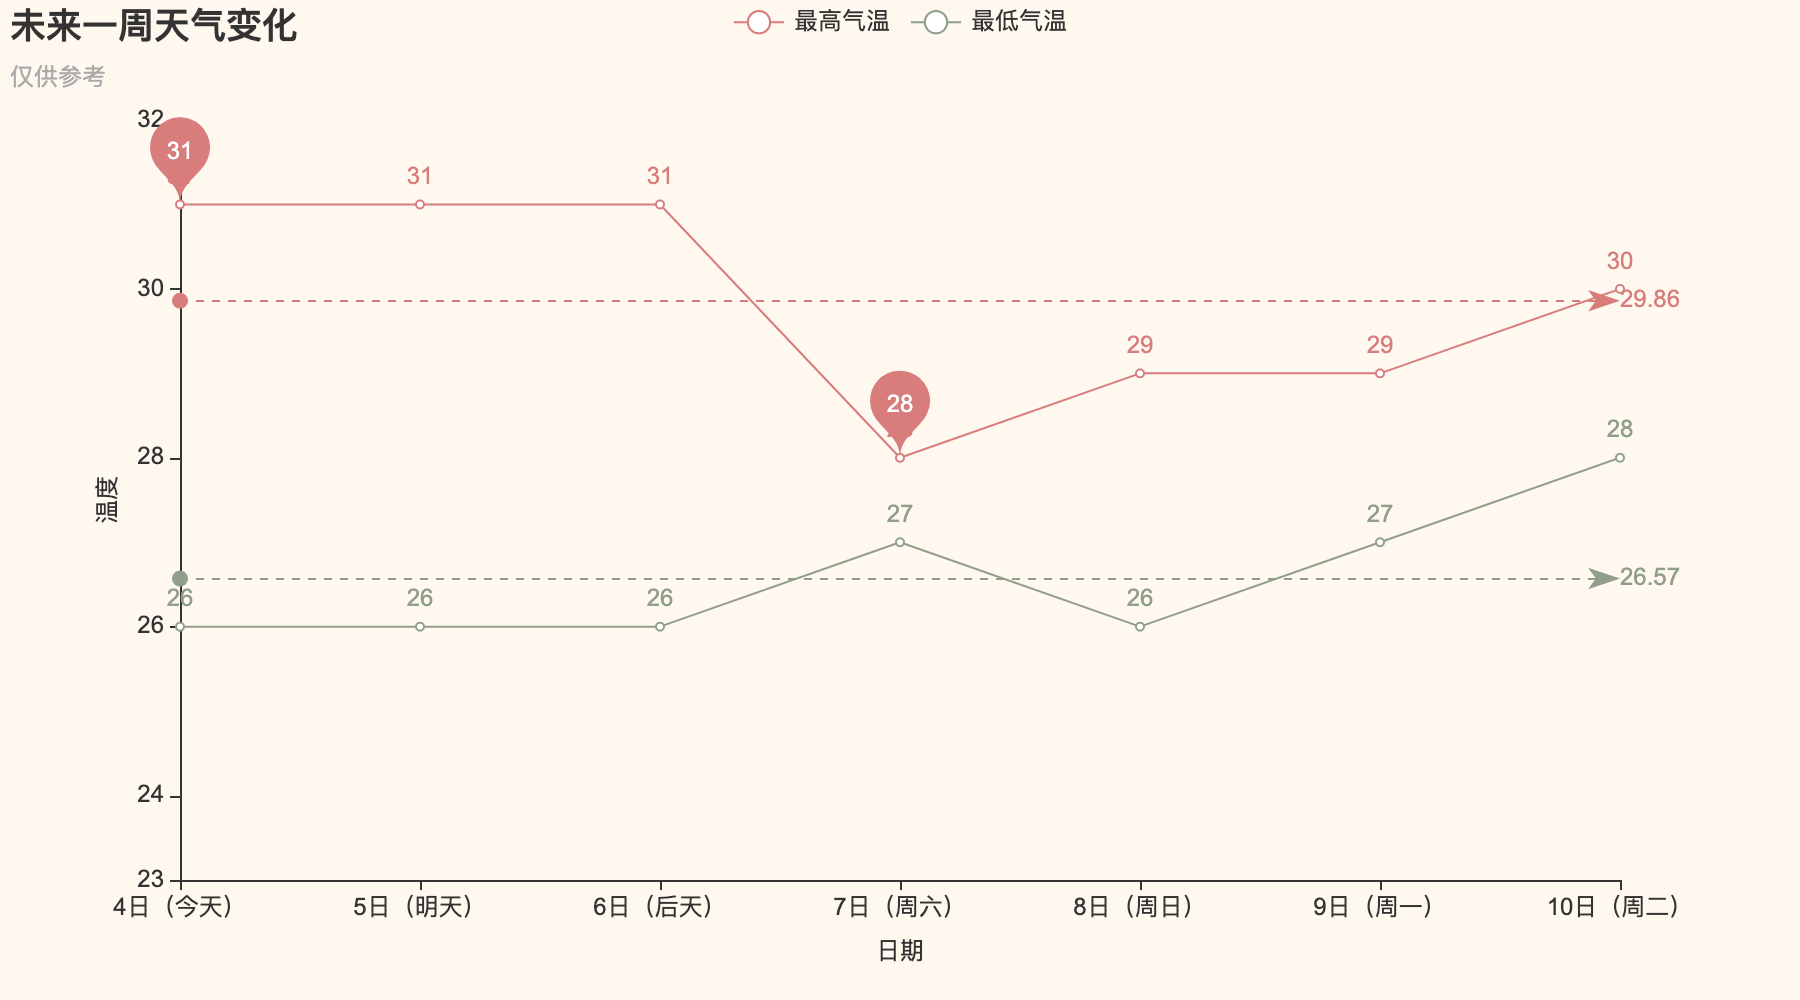 未来一周天气变化
仅供参考
最高气温
最低气温
32
31
31
31
30
30
29.86
29
29
28
28
28
27
27
温度
26.57
26
26
26
26
26
24
23
4日（今天）
5日（明天）
6日（后天）
7日（周六）
8日（周日）
9日（周一）
10日（周二）
日期